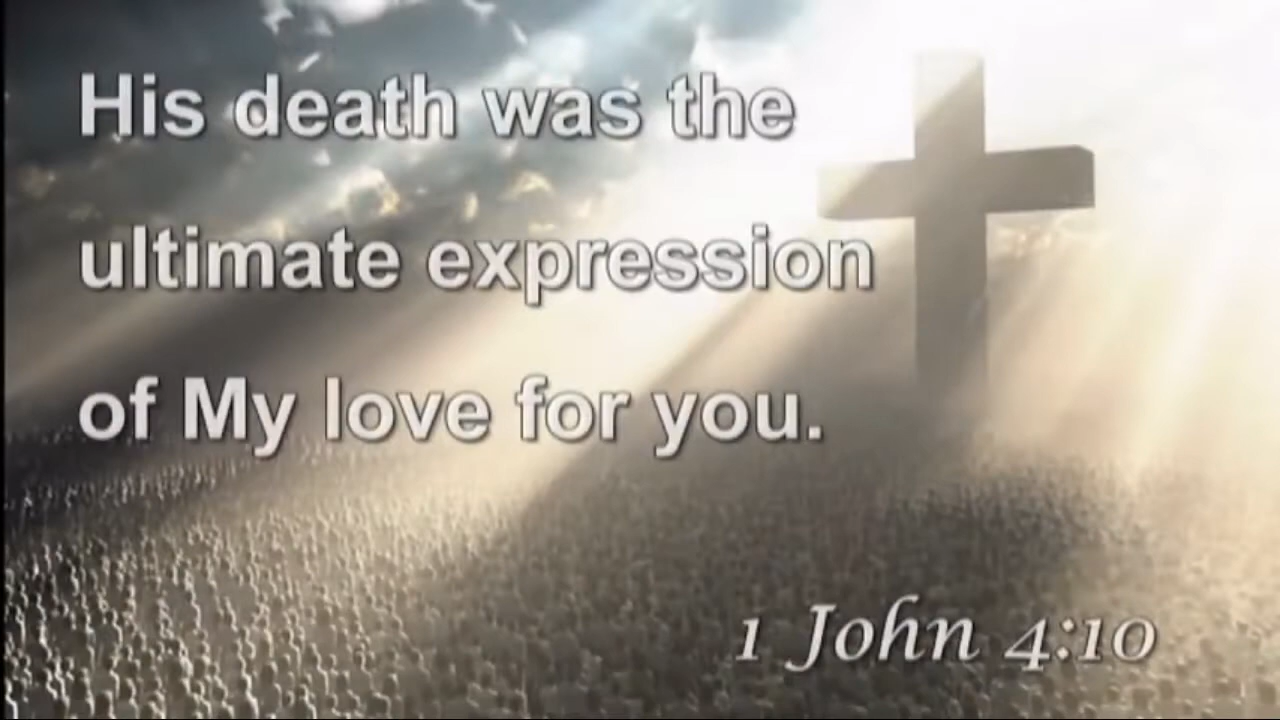 His death was the
ultimate expression
of My love for you.
1 John 4:10